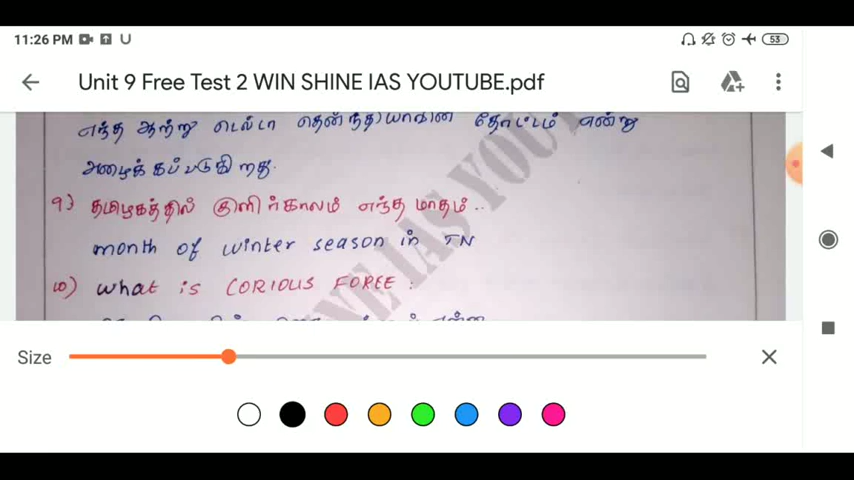 11:26 PM
53
Unit 9 Free Test 2 WIN SHINE IAS YOUTUBE.pdf
எந்த ஆற்று டெல்டா தென்னிந்தியாவின் தோட்டம் என்று
அழைக்கப்படுகிறது.
9) தமிழகத்தில் குளிர்காலம் எந்த மாதம்..
month of winter season in TN
ய) What is CORIOUS FORCE :
Size